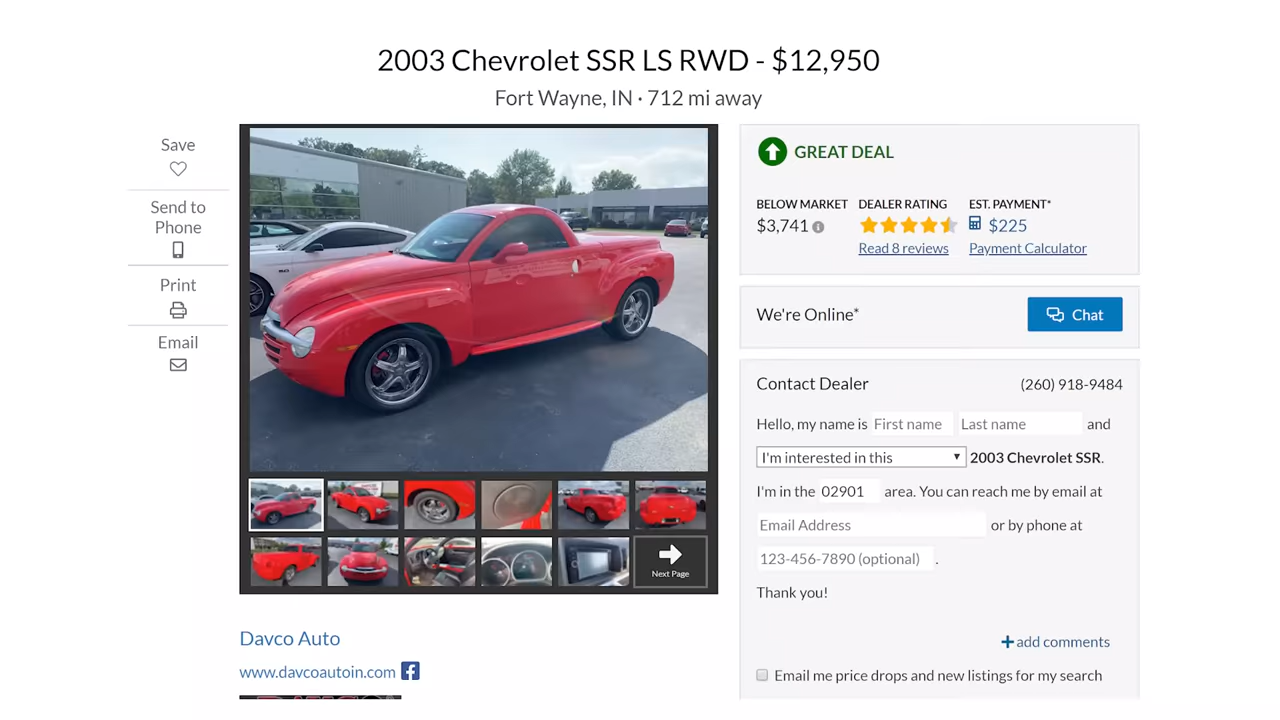 2003 Chevrolet SSR LS RWD - $12,950
Fort Wayne, IN · 712 mi away
Save
Send to
Phone
Print
Email
Next Page
Davco Auto
www.davcoautoin.com
GREAT DEAL
BELOW MARKET DEALER RATING EST. PAYMENT*
$3,741 $225
Read 8 reviews Payment Calculator
We're Online* Chat
Contact Dealer (260) 918-9484
Hello, my name is First name Last name and
I'm interested in this 2003 Chevrolet SSR.
I'm in the 02901 area. You can reach me by email at
Email Address or by phone at
123-456-7890 (optional) .
Thank you!
+ add comments
Email me price drops and new listings for my search